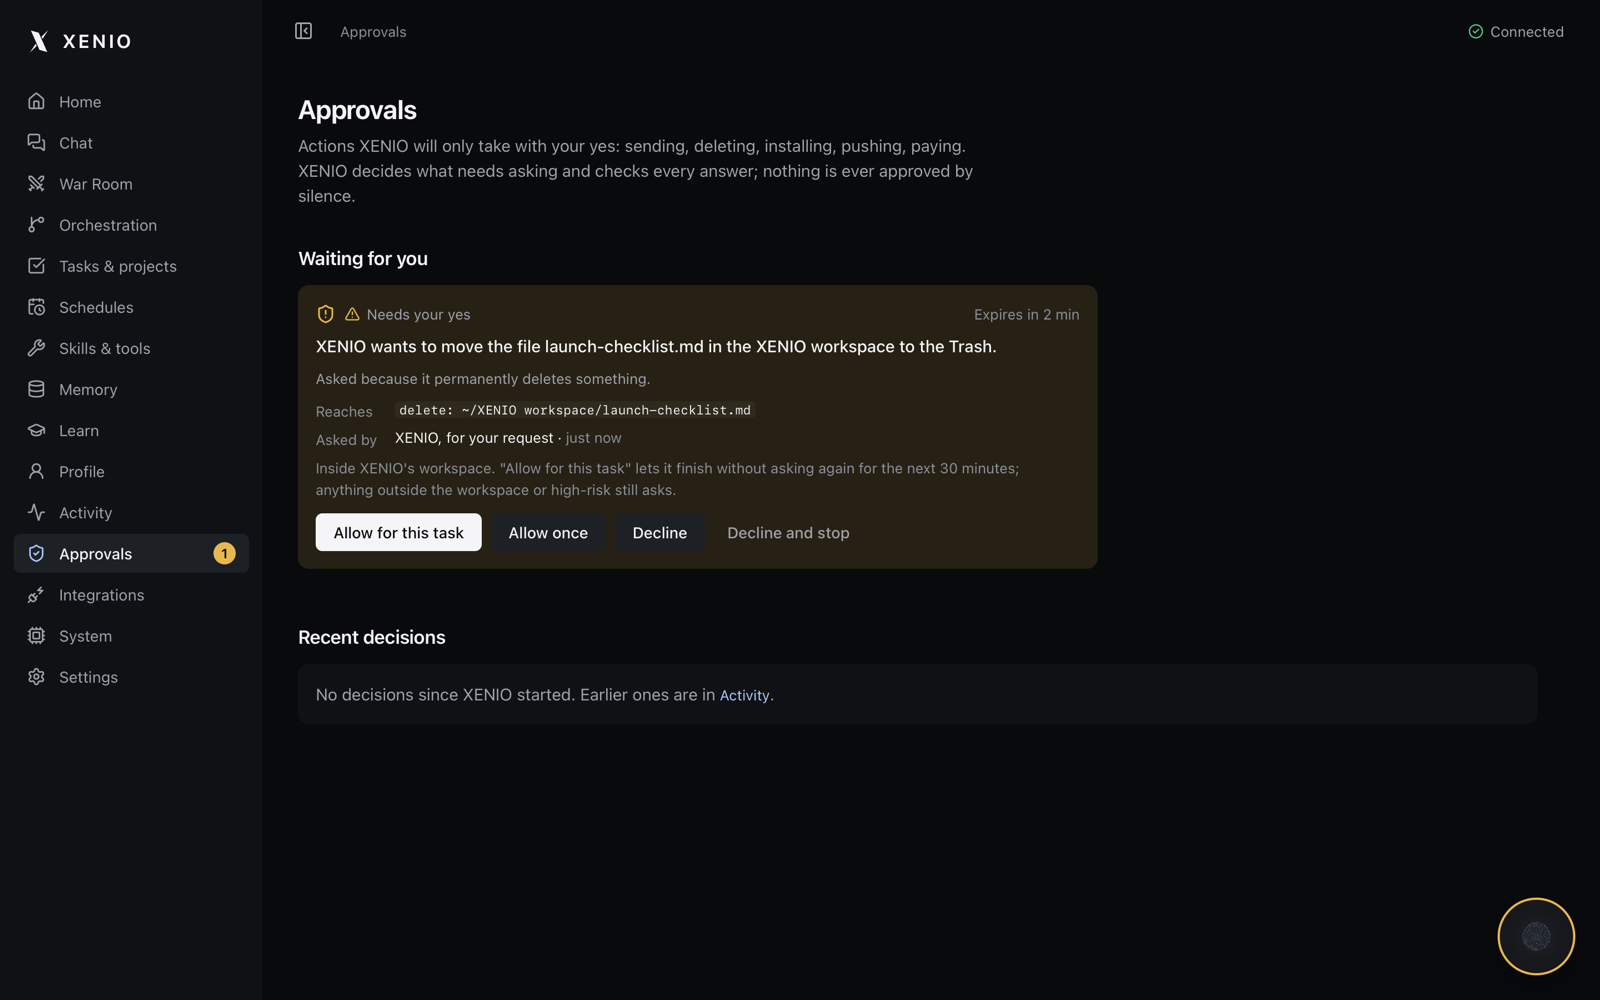 XENIO
Home
Chat
War Room
Orchestration
Tasks & projects
Schedules
Skills & tools
Memory
Learn
Profile
Activity
Approvals
1
Integrations
System
Settings
Approvals
Connected
Approvals
Actions XENIO will only take with your yes: sending, deleting, installing, pushing, paying.
XENIO decides what needs asking and checks every answer; nothing is ever approved by
silence.
Waiting for you
Needs your yes
Expires in 2 min
XENIO wants to move the file launch-checklist.md in the XENIO workspace to the Trash.
Asked because it permanently deletes something.
Reaches delete: ~/XENIO workspace/launch-checklist.md
Asked by XENIO, for your request · just now
Inside XENIO's workspace. "Allow for this task" lets it finish without asking again for the next 30 minutes;
anything outside the workspace or high-risk still asks.
Allow for this task
Allow once
Decline
Decline and stop
Recent decisions
No decisions since XENIO started. Earlier ones are in Activity.